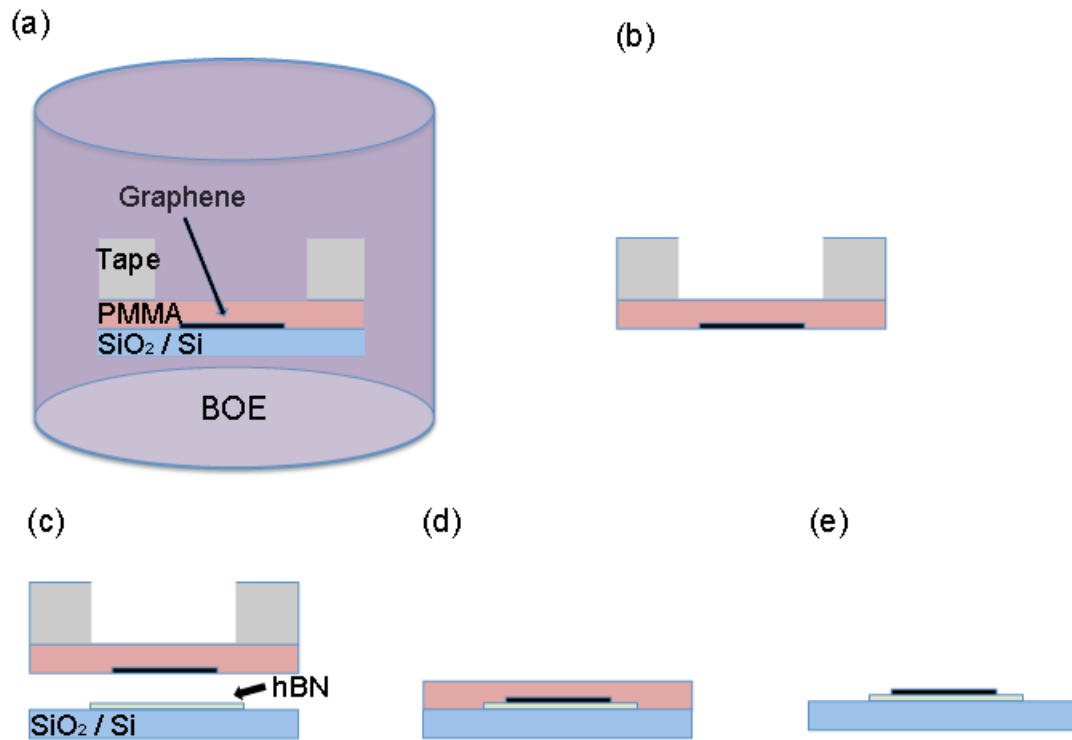 (a)
(b)
Graphene
Tape
PMMA
SiO₂ / Si
BOE
(c)
(d)
(e)
hBN
SiO₂ / Si